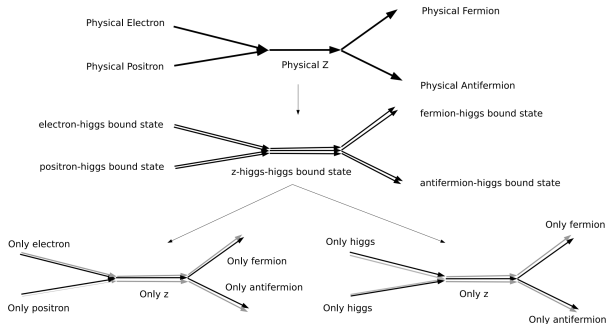 Physical Electron
Physical Fermion
Physical Positron
Physical Z
Physical Antifermion
electron-higgs bound state
fermion-higgs bound state
positron-higgs bound state
z-higgs-higgs bound state
antifermion-higgs bound state
Only electron
Only fermion
Only antifermion
Only positron
Only z
Only higgs
Only fermion
Only higgs
Only z
Only antifermion